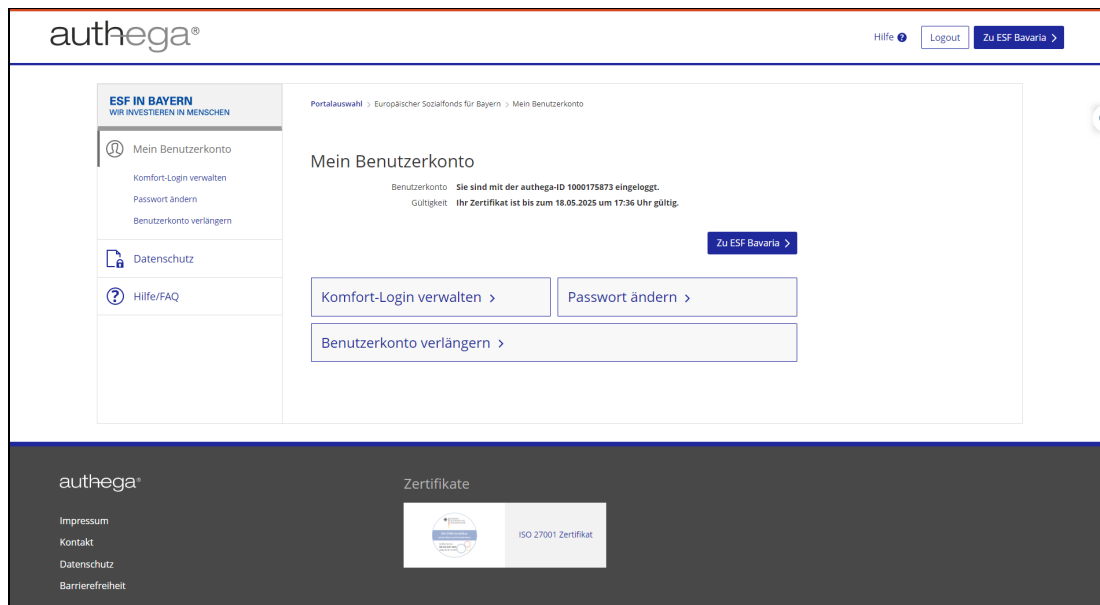 authega®
Hilfe
Logout
Zu ESF Bavaria
ESF IN BAYERN
WIR INVESTIEREN IN MENSCHEN
Mein Benutzerkonto
Komfort-Login verwalten
Passwort ändern
Benutzerkonto verlängern
Datenschutz
Hilfe/FAQ
Portalauswahl > Europäischer Sozialfonds für Bayern > Mein Benutzerkonto
Mein Benutzerkonto
Benutzerkonto Sie sind mit der authega-ID 1000175873 eingeloggt.
Gültigkeit Ihr Zertifikat ist bis zum 18.05.2025 um 17:36 Uhr gültig.
Zu ESF Bavaria
Komfort-Login verwalten
Passwort ändern
Benutzerkonto verlängern
authega®
Impressum
Kontakt
Datenschutz
Barrierefreiheit
Zertifikate
ISO 27001 Zertifikat